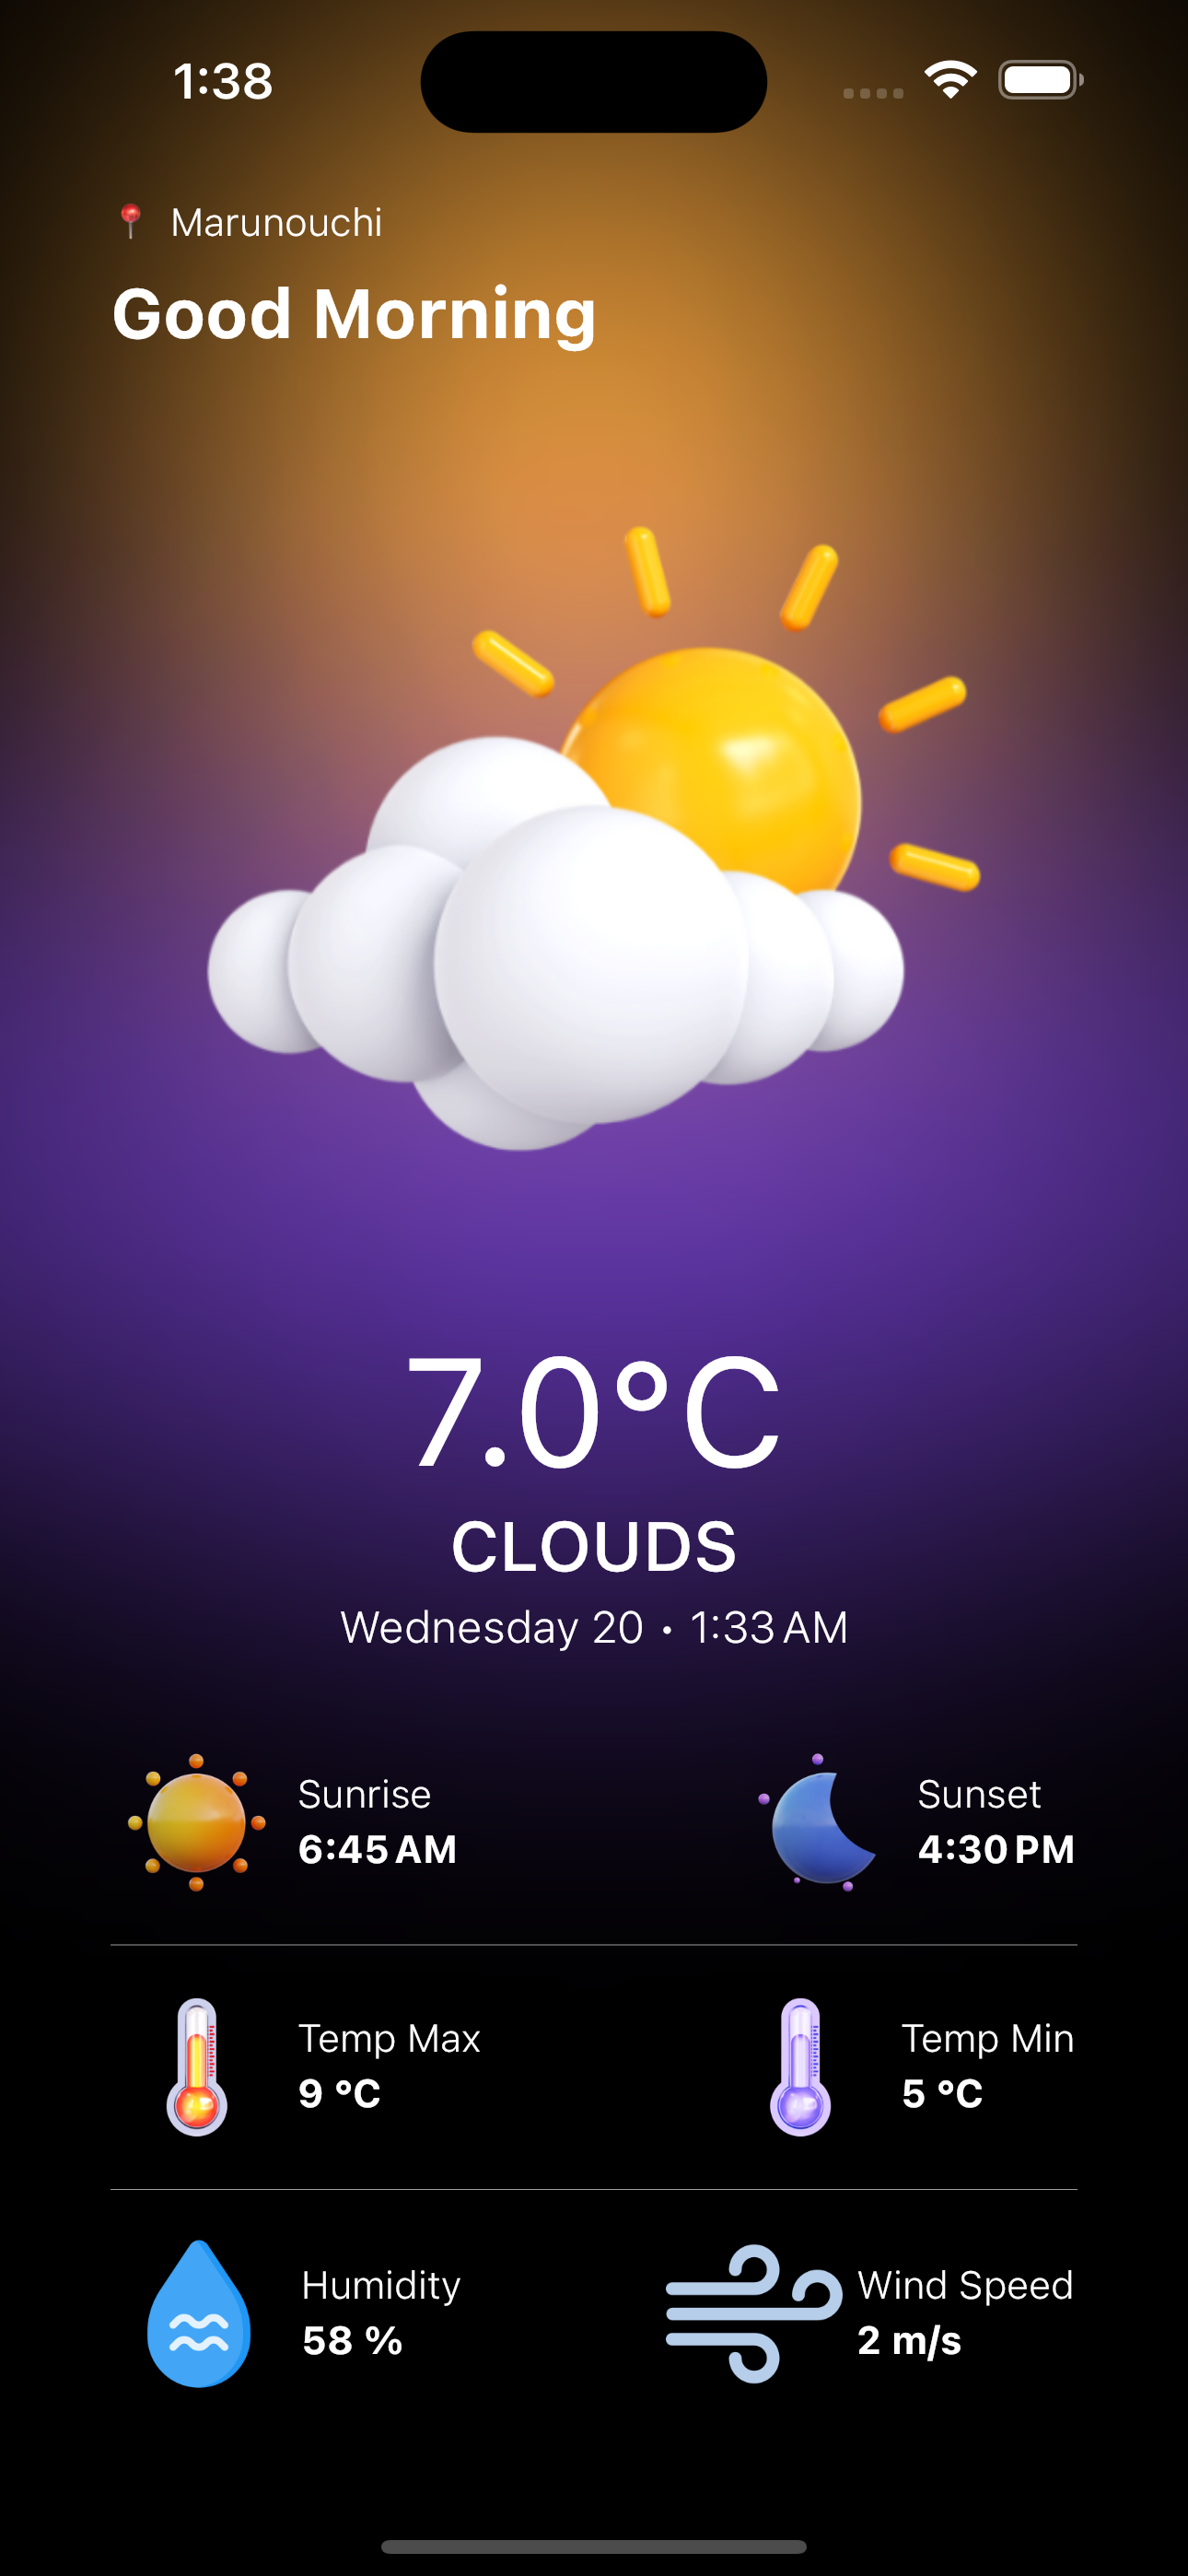 1:38
Marunouchi
Good Morning
7.0°C
CLOUDS
Wednesday 20 • 1:33 AM
Sunrise
6:45 AM
Sunset
4:30 PM
Temp Max
9 °C
Temp Min
5 °C
Humidity
58 %
Wind Speed
2 m/s